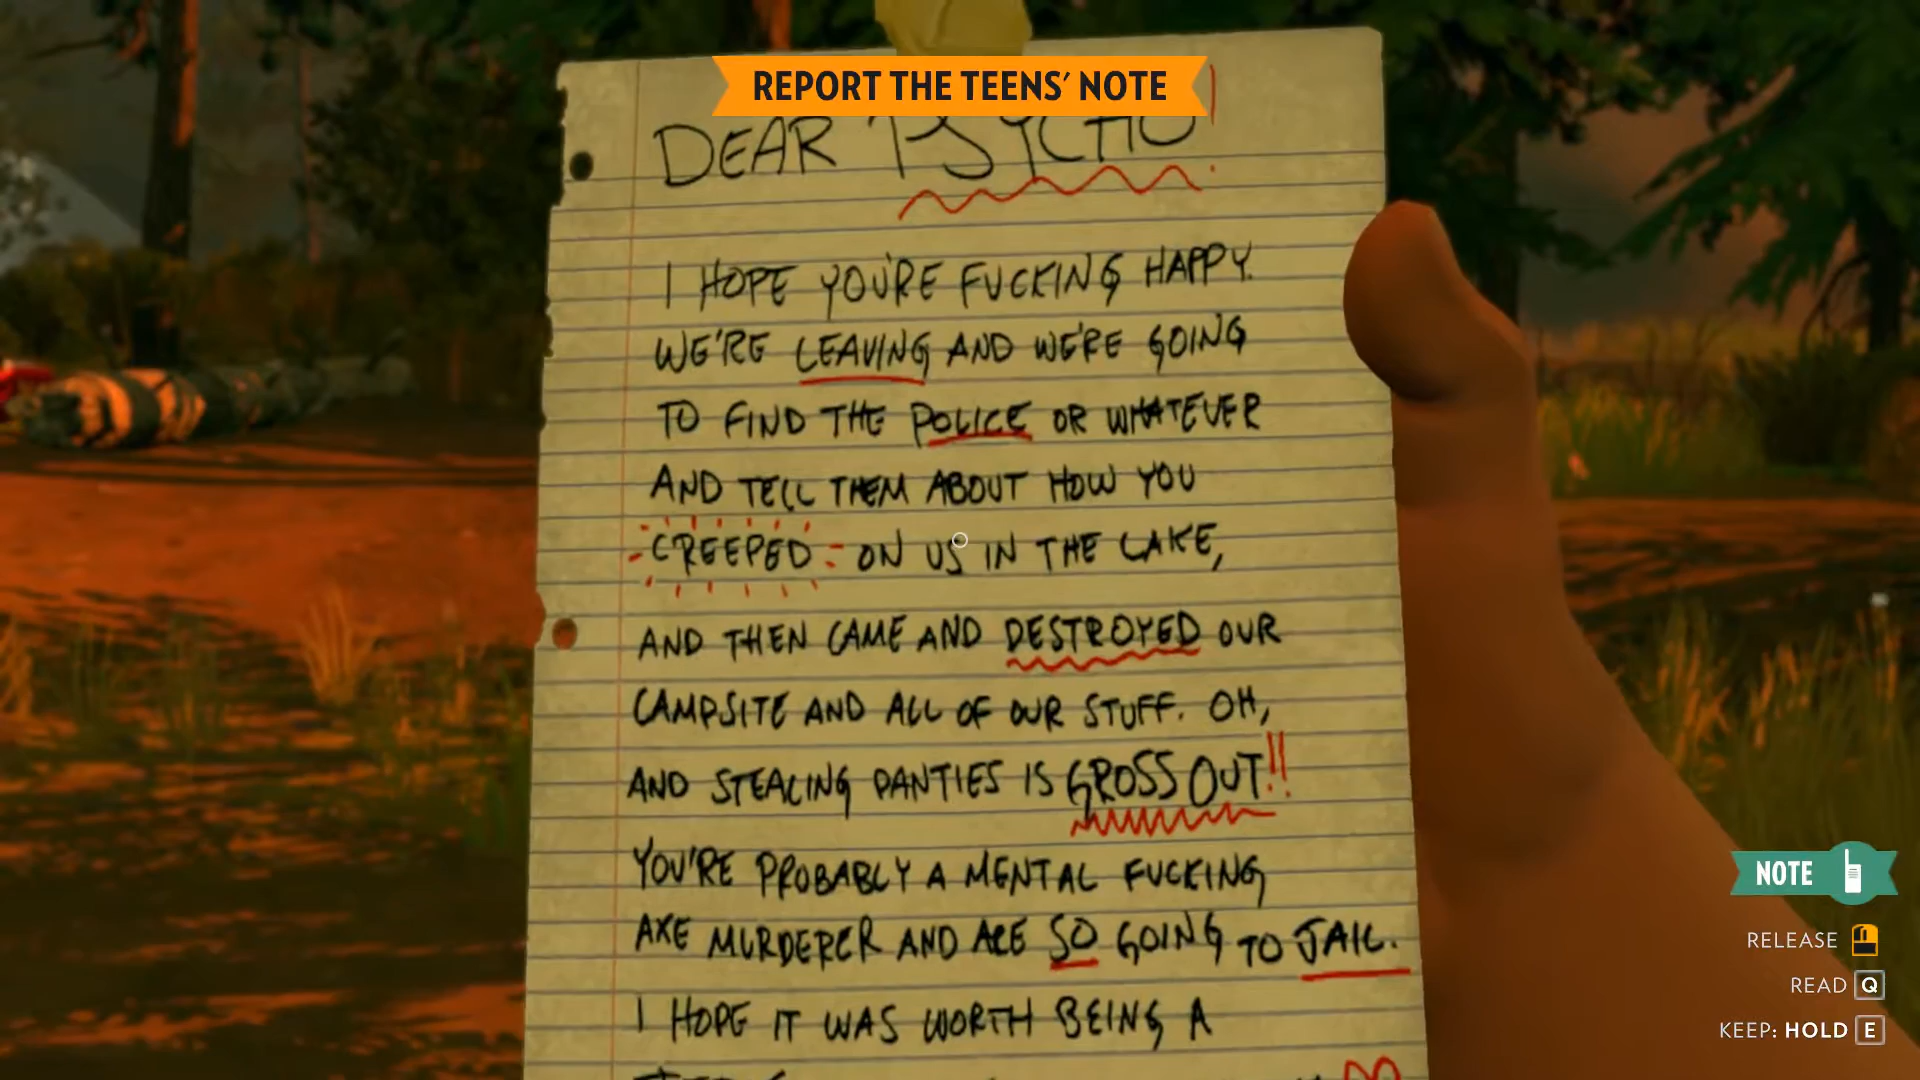 REPORT THE TEENS' NOTE
DEAR PSYCHO!
I HOPE YOU'RE FUCKING HAPPY.
WE'RE LEAVING AND WE'RE GOING
TO FIND THE POLICE OR WHATEVER
AND TELL THEM ABOUT HOW YOU
CREEPED ON US IN THE LAKE,
AND THEN CAME AND DESTROYED OUR
CAMPSITE AND ALL OF OUR STUFF. OH,
AND STEALING PANTIES IS GROSS OUT!!
YOU'RE PROBABLY A MENTAL FUCKING
AXE MURDERER AND ARE SO GOING TO JAIL.
I HOPE IT WAS WORTH BEING A
NOTE
RELEASE
READ Q
KEEP: HOLD E